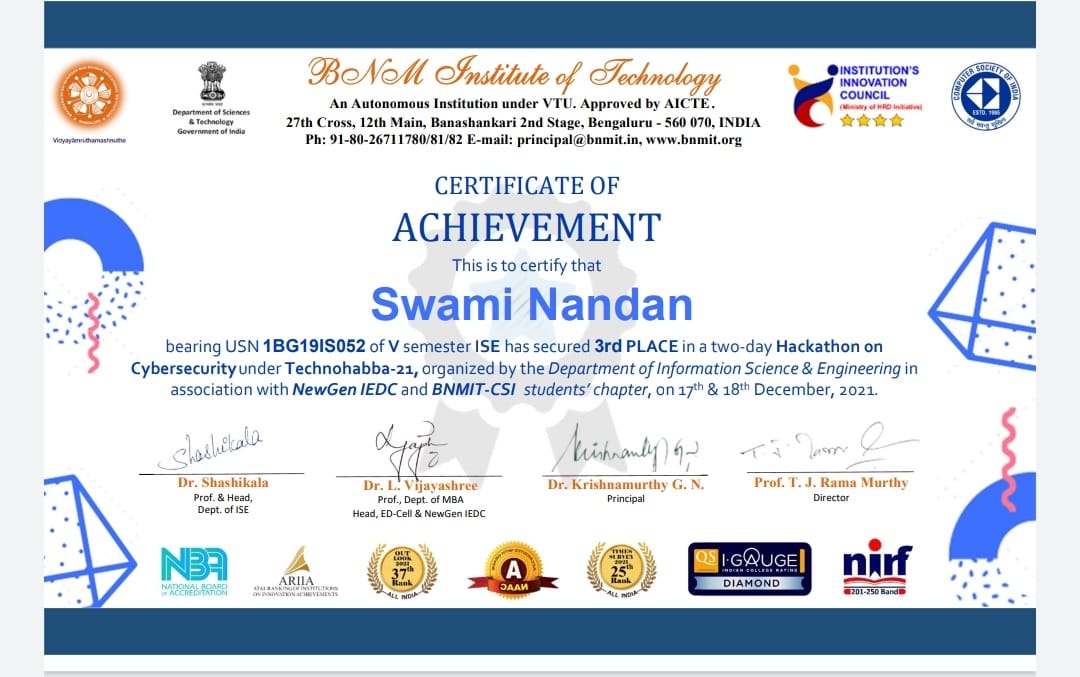 BNM Institute of Technology
An Autonomous Institution under VTU. Approved by AICTE.
27th Cross, 12th Main, Banashankari 2nd Stage, Bengaluru - 560 070, INDIA
Ph: 91-80-26711780/81/82 E-mail: principal@bnmit.in, www.bnmit.org
Vidyayāmruthamashnuthe
Department of Sciences
& Technology
Government of India
INSTITUTION'S
INNOVATION
COUNCIL
(Ministry of HRD Initiative)
COMPUTER SOCIETY OF INDIA
ESTD. 1965
CERTIFICATE OF
ACHIEVEMENT
This is to certify that
Swami Nandan
bearing USN 1BG19IS052 of V semester ISE has secured 3rd PLACE in a two-day Hackathon on
Cybersecurity under Technohabba-21, organized by the Department of Information Science & Engineering in
association with NewGen IEDC and BNMIT-CSI students' chapter, on 17th & 18th December, 2021.
Shashikala
Dr. Shashikala
Prof. & Head,
Dept. of ISE
Dr. L. Vijayashree
Prof., Dept. of MBA
Head, ED-Cell & NewGen IEDC
Dr. Krishnamurthy G. N.
Principal
Prof. T. J. Rama Murthy
Director
NBA
NATIONAL BOARD
OF ACCREDITATION
ARIIA
ATAL RANKING OF INSTITUTIONS
ON INNOVATION ACHIEVEMENTS
OUT
LOOK
2021
37th
Rank
ALL INDIA
A
NAAC
TIMES
SURVEY
2021
25th
Rank
ALL INDIA
QS I·GAUGE
INDIAN COLLEGE RATING
DIAMOND
nirf
201-250 Band